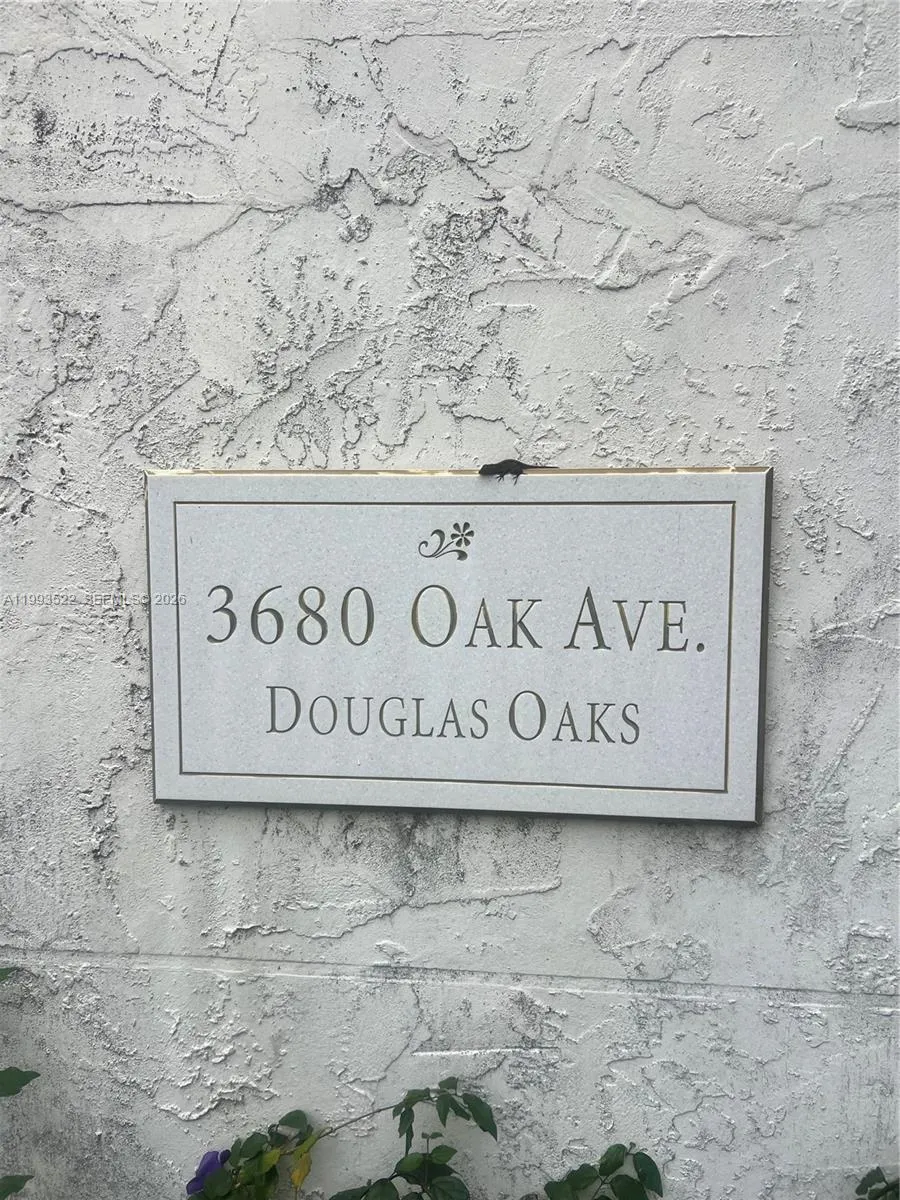 3680 OAK AVE.
DOUGLAS OAKS
A11993522 SEFMLS© 2026